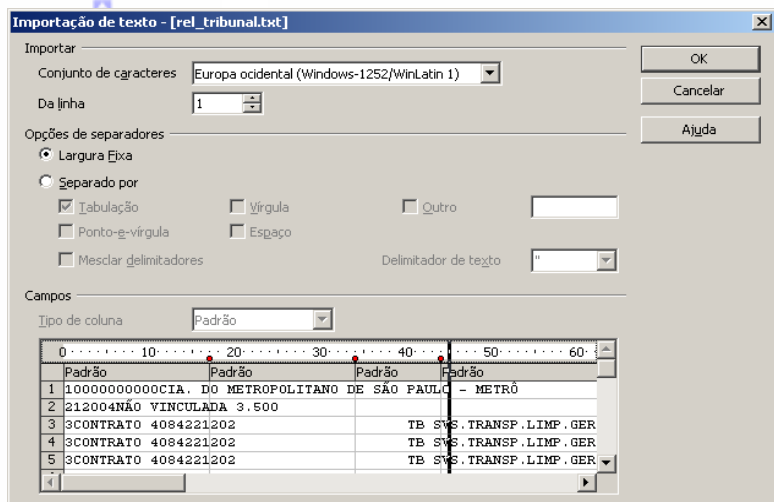 Importação de texto - [rel_tribunal.txt]
Importar
OK
Conjunto de caracteres Europa ocidental (Windows-1252/WinLatin 1)
Cancelar
Da linha 1
Ajuda
Opções de separadores
Largura Fixa
Separado por
Tabulação Vírgula Outro
Ponto-e-vírgula Espaço
Mesclar delimitadores Delimitador de texto "
Campos
Tipo de coluna Padrão
0 10 20 30 40 50 60
Padrão Padrão Padrão Padrão
1 10000000000CIA. DO METROPOLITANO DE SÃO PAULO - METRÔ
2 212004NÃO VINCULADA 3.500
3 3CONTRATO 4084221202 TB SVS.TRANSP.LIMP.GER
4 3CONTRATO 4084221202 TB SVS.TRANSP.LIMP.GER
5 3CONTRATO 4084221202 TB SVS.TRANSP.LIMP.GER